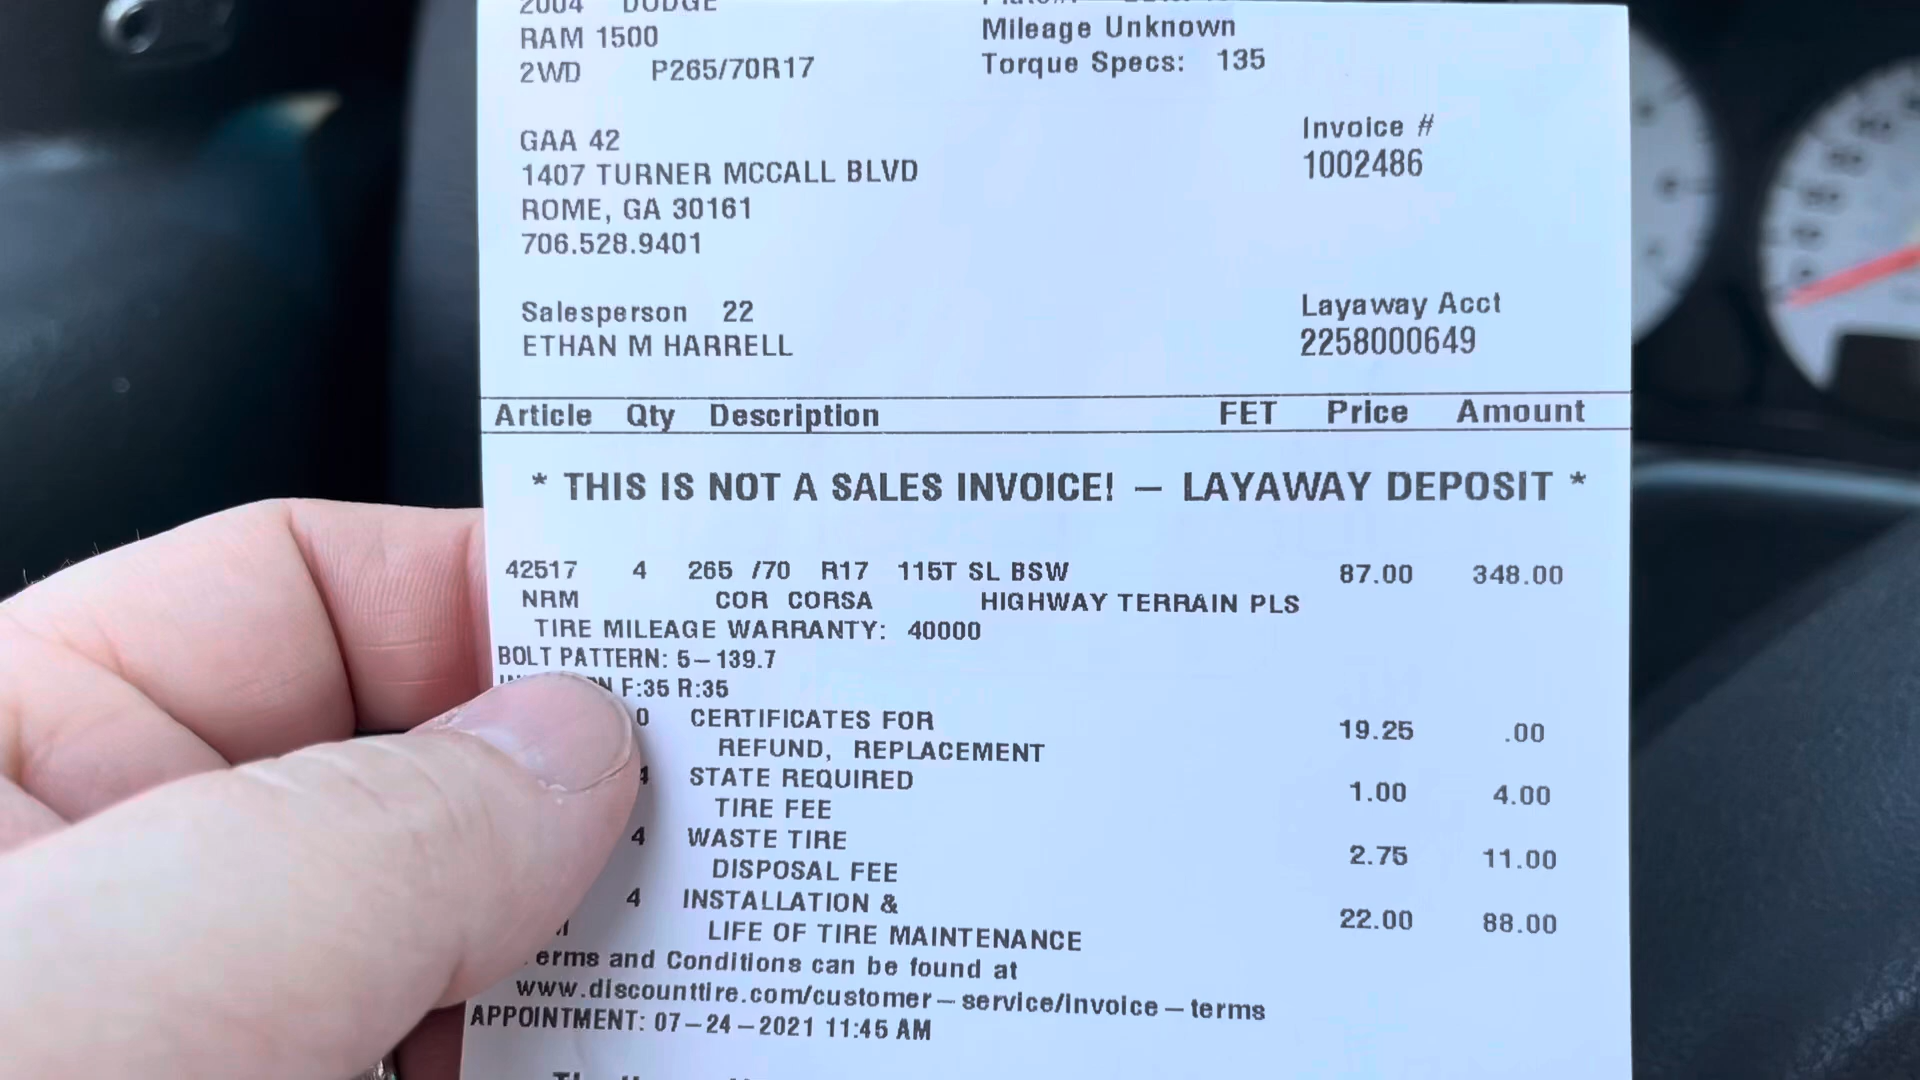 2004 DODGE
RAM 1500 Mileage Unknown
2WD P265/70R17 Torque Specs: 135
GAA 42 Invoice #
1407 TURNER MCCALL BLVD 1002486
ROME, GA 30161
706.528.9401
Salesperson 22 Layaway Acct
ETHAN M HARRELL 2258000649
Article Qty Description FET Price Amount
* THIS IS NOT A SALES INVOICE! – LAYAWAY DEPOSIT *
42517 4 265 /70 R17 115T SL BSW 87.00 348.00
NRM COR CORSA HIGHWAY TERRAIN PLS
TIRE MILEAGE WARRANTY: 40000
BOLT PATTERN: 5–139.7
F:35 R:35
0 CERTIFICATES FOR 19.25 .00
REFUND, REPLACEMENT
4 STATE REQUIRED 1.00 4.00
TIRE FEE
4 WASTE TIRE 2.75 11.00
DISPOSAL FEE
4 INSTALLATION & 22.00 88.00
LIFE OF TIRE MAINTENANCE
erms and Conditions can be found at
www.discounttire.com/customer–service/invoice–terms
APPOINTMENT: 07–24–2021 11:45 AM